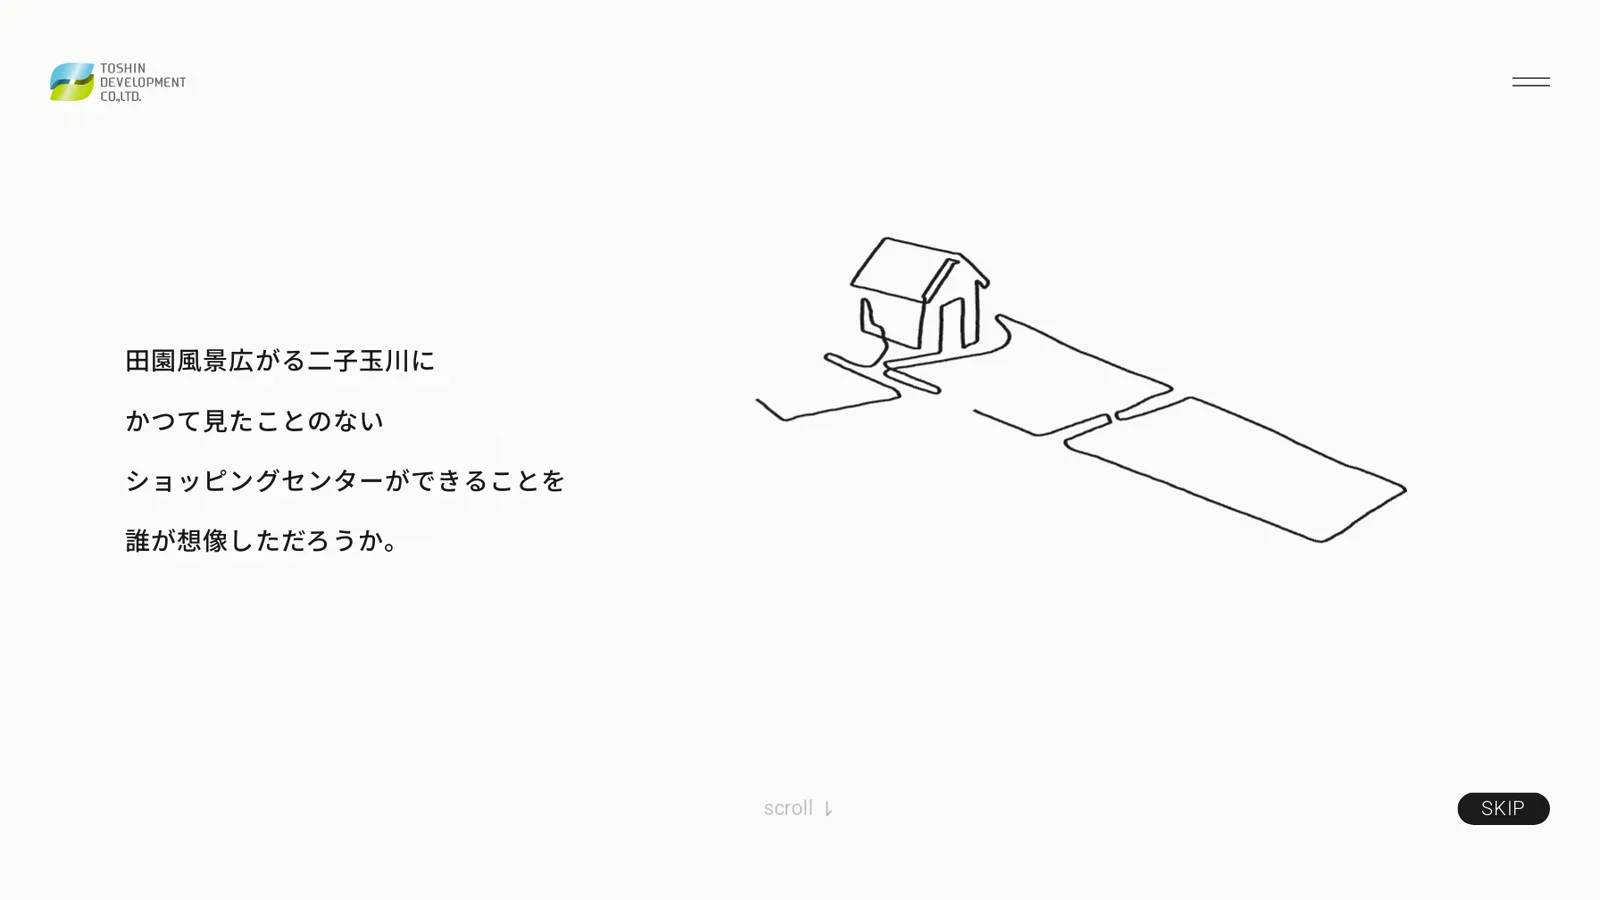 TOSHIN
DEVELOPMENT
CO.,LTD.
田園風景広がる二子玉川に
かつて見たことのない
ショッピングセンターができることを
誰が想像しただろうか。
scroll
SKIP